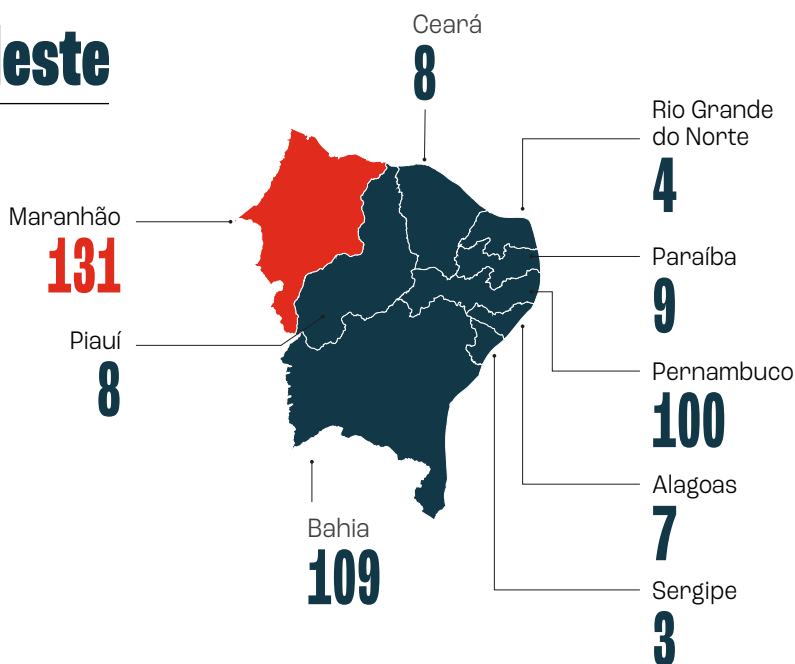 Ceará
8
Rio Grande
do Norte
4
Maranhão
131
Paraíba
9
Piauí
8
Pernambuco
100
Alagoas
7
Bahia
109
Sergipe
3